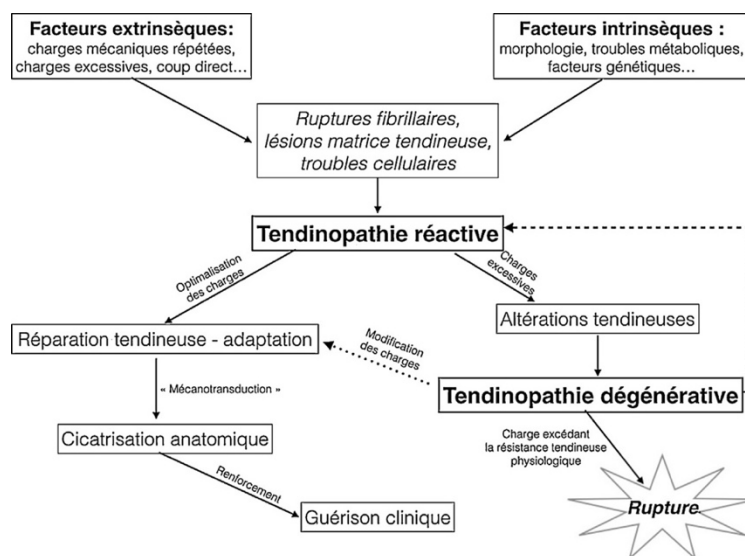 Facteurs extrinsèques:
charges mécaniques répétées,
charges excessives, coup direct...
Facteurs intrinsèques :
morphologie, troubles métaboliques,
facteurs génétiques...
Ruptures fibrillaires,
lésions matrice tendineuse,
troubles cellulaires
Tendinopathie réactive
Optimalisation
des charges
Charges
excessives
Réparation tendineuse - adaptation
Modification
des charges
Altérations tendineuses
« Mécanotransduction »
Tendinopathie dégénérative
Cicatrisation anatomique
Charge excédant
la résistance tendineuse
physiologique
Renforcement
Guérison clinique
Rupture